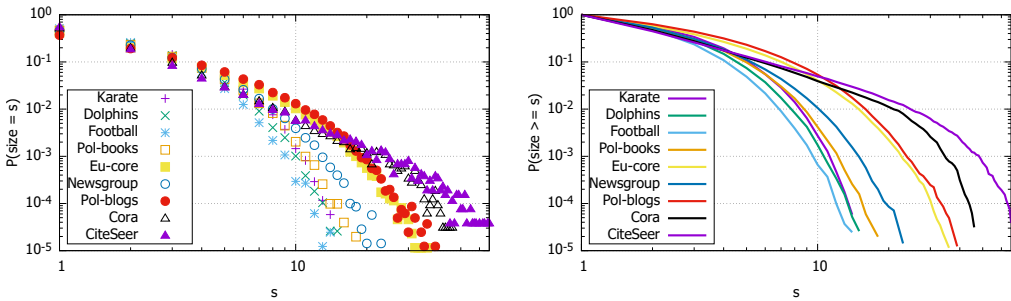 10^0
10^-1
10^-2
10^-3
10^-4
10^-5
P(size = s)
Karate
Dolphins
Football
Pol-books
Eu-core
Newsgroup
Pol-blogs
Cora
CiteSeer
1
10
s
10^0
10^-1
10^-2
10^-3
10^-4
10^-5
P(size >= s)
Karate
Dolphins
Football
Pol-books
Eu-core
Newsgroup
Pol-blogs
Cora
CiteSeer
1
10
s